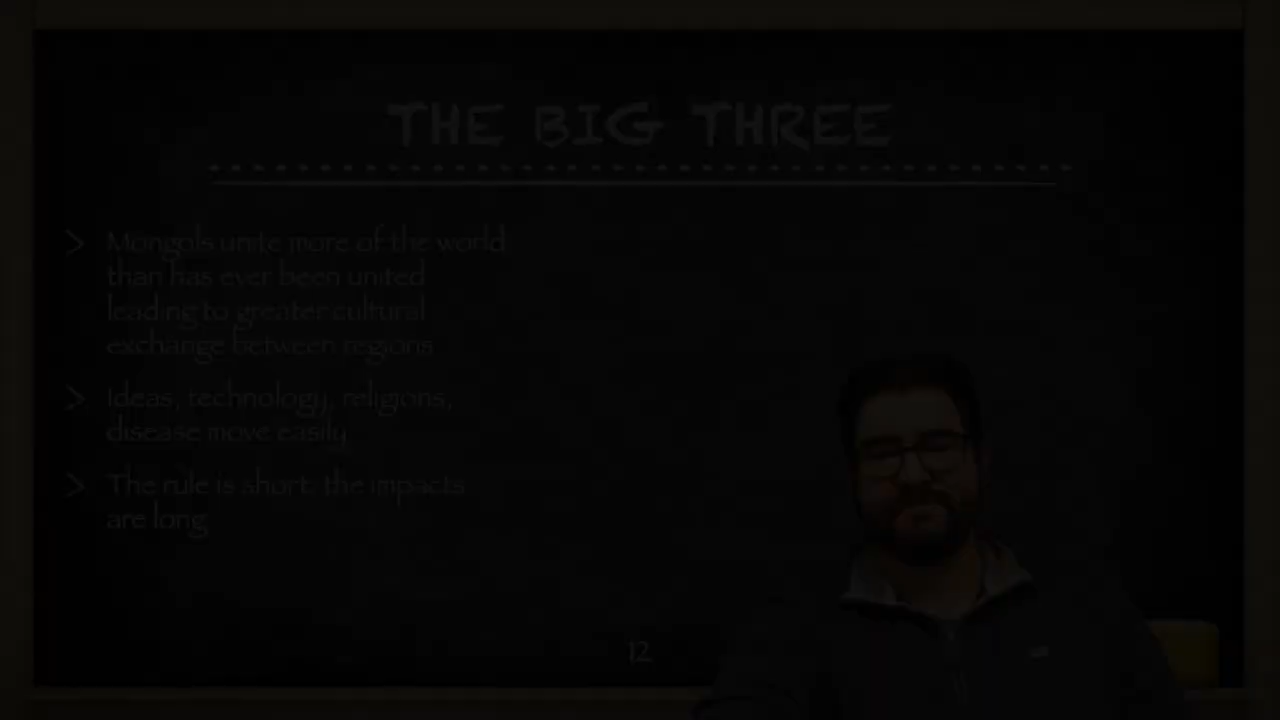 THE BIG THREE
> Mongols unite more of the world
than has ever been united
leading to greater cultural
exchange between regions
> Ideas, technology, religions,
disease move easily
> The rule is short: the impacts
are long
12